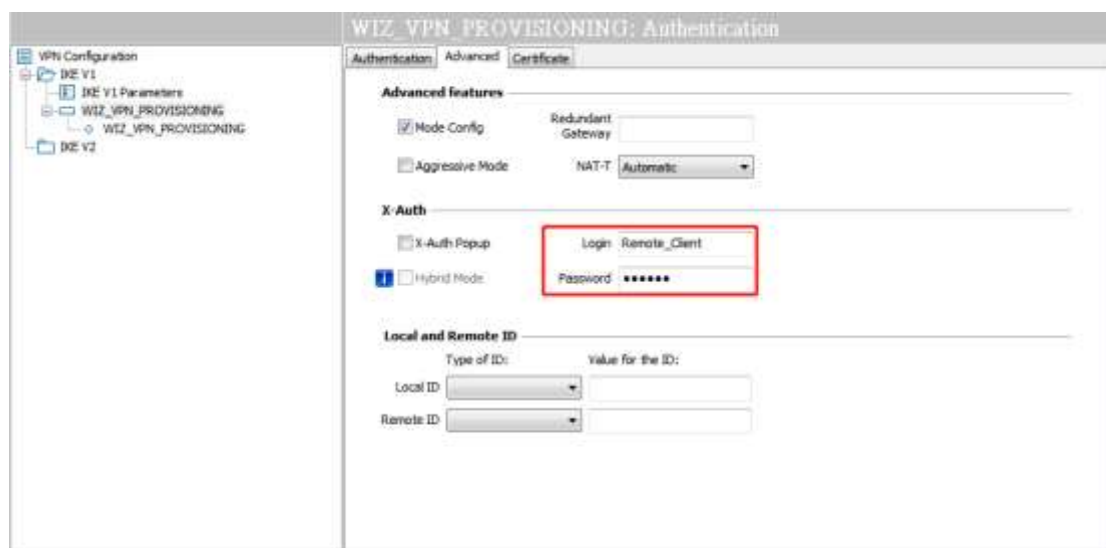 WIZ_VPN_PROVISIONING: Authentication
VPN Configuration
IKE V1
IKE V1 Parameters
WIZ_VPN_PROVISIONING
WIZ_VPN_PROVISIONING
IKE V2
Authentication Advanced Certificate
Advanced features
Mode Config Redundant Gateway
Aggressive Mode NAT-T Automatic
X-Auth
X-Auth Popup Login Remote_Client
Hybrid Mode Password ●●●●●●
Local and Remote ID
Type of ID: Value for the ID:
Local ID
Remote ID